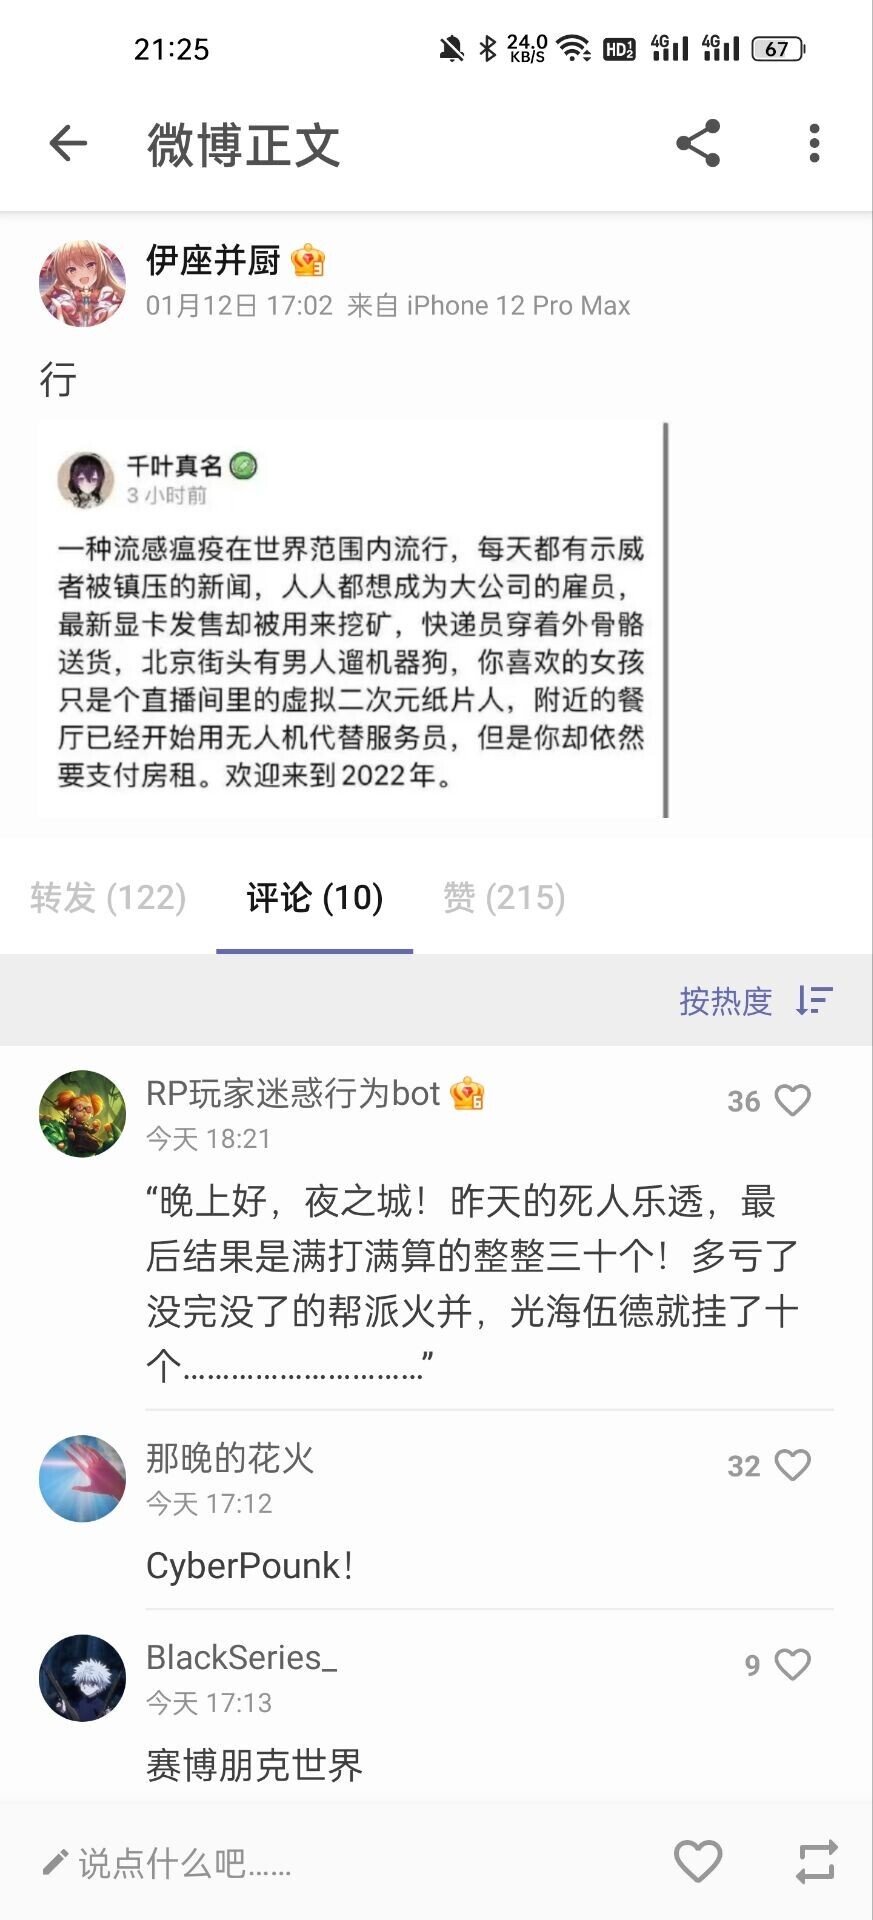 21:25
24.0
KB/S
HD
4G
4G
67
微博正文
伊座并厨
01月12日 17:02 来自 iPhone 12 Pro Max
行
千叶真名
3 小时前
一种流感瘟疫在世界范围内流行，每天都有示威
者被镇压的新闻，人人都想成为大公司的雇员，
最新显卡发售却被用来挖矿，快递员穿着外骨骼
送货，北京街头有男人遛机器狗，你喜欢的女孩
只是个直播间里的虚拟二次元纸片人，附近的餐
厅已经开始用无人机代替服务员，但是你却依然
要支付房租。欢迎来到2022年。
转发 (122) 评论 (10) 赞 (215)
按热度
RP玩家迷惑行为bot
36
今天 18:21
“晚上好，夜之城！昨天的死人乐透，最
后结果是满打满算的整整三十个！多亏了
没完没了的帮派火并，光海伍德就挂了十
个…………………………”
那晚的花火
32
今天 17:12
CyberPounk！
BlackSeries_
9
今天 17:13
赛博朋克世界
说点什么吧……